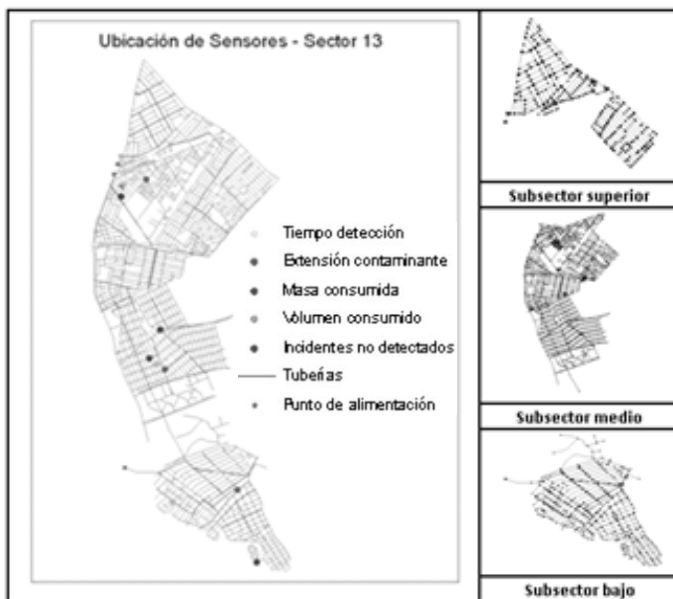 Ubicación de Sensores - Sector 13
Tiempo detección
Extensión contaminante
Masa consumida
Volumen consumido
Incidentes no detectados
Tuberías
Punto de alimentación
Subsector superior
Subsector medio
Subsector bajo